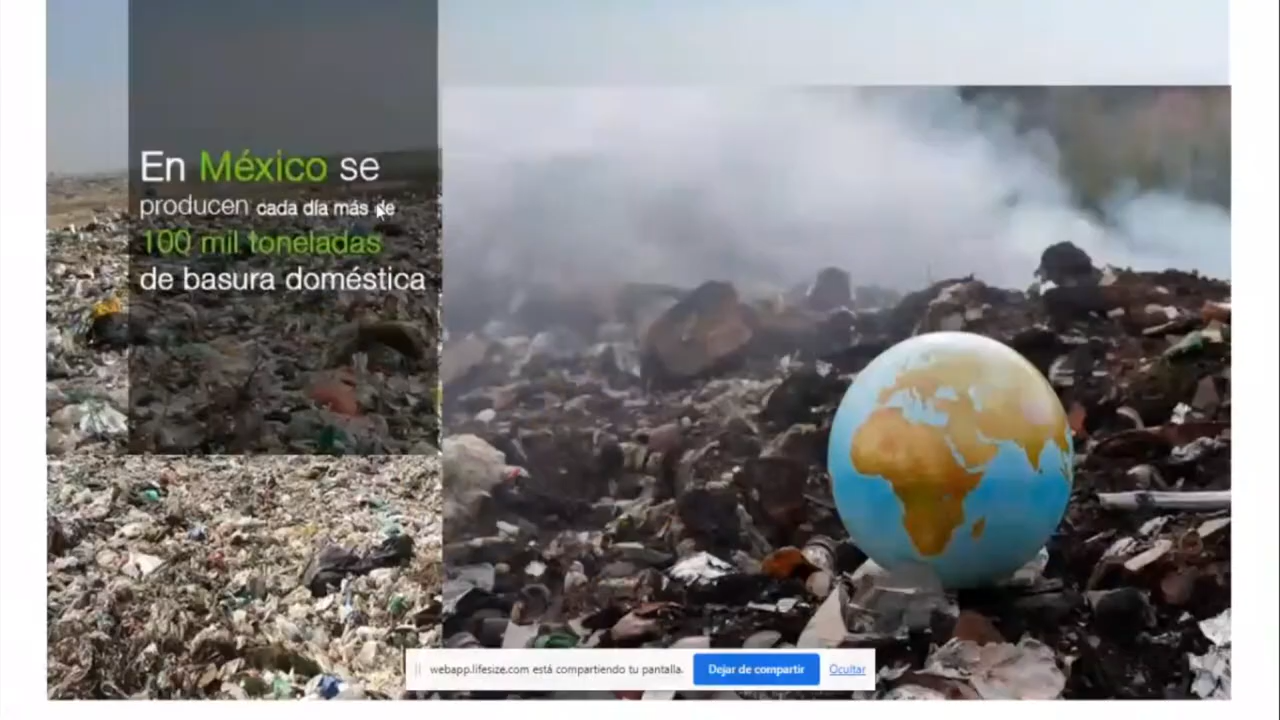 En México se
producen cada día más de
100 mil toneladas
de basura doméstica
webapp.lifesize.com está compartiendo tu pantalla.
Dejar de compartir
Ocultar